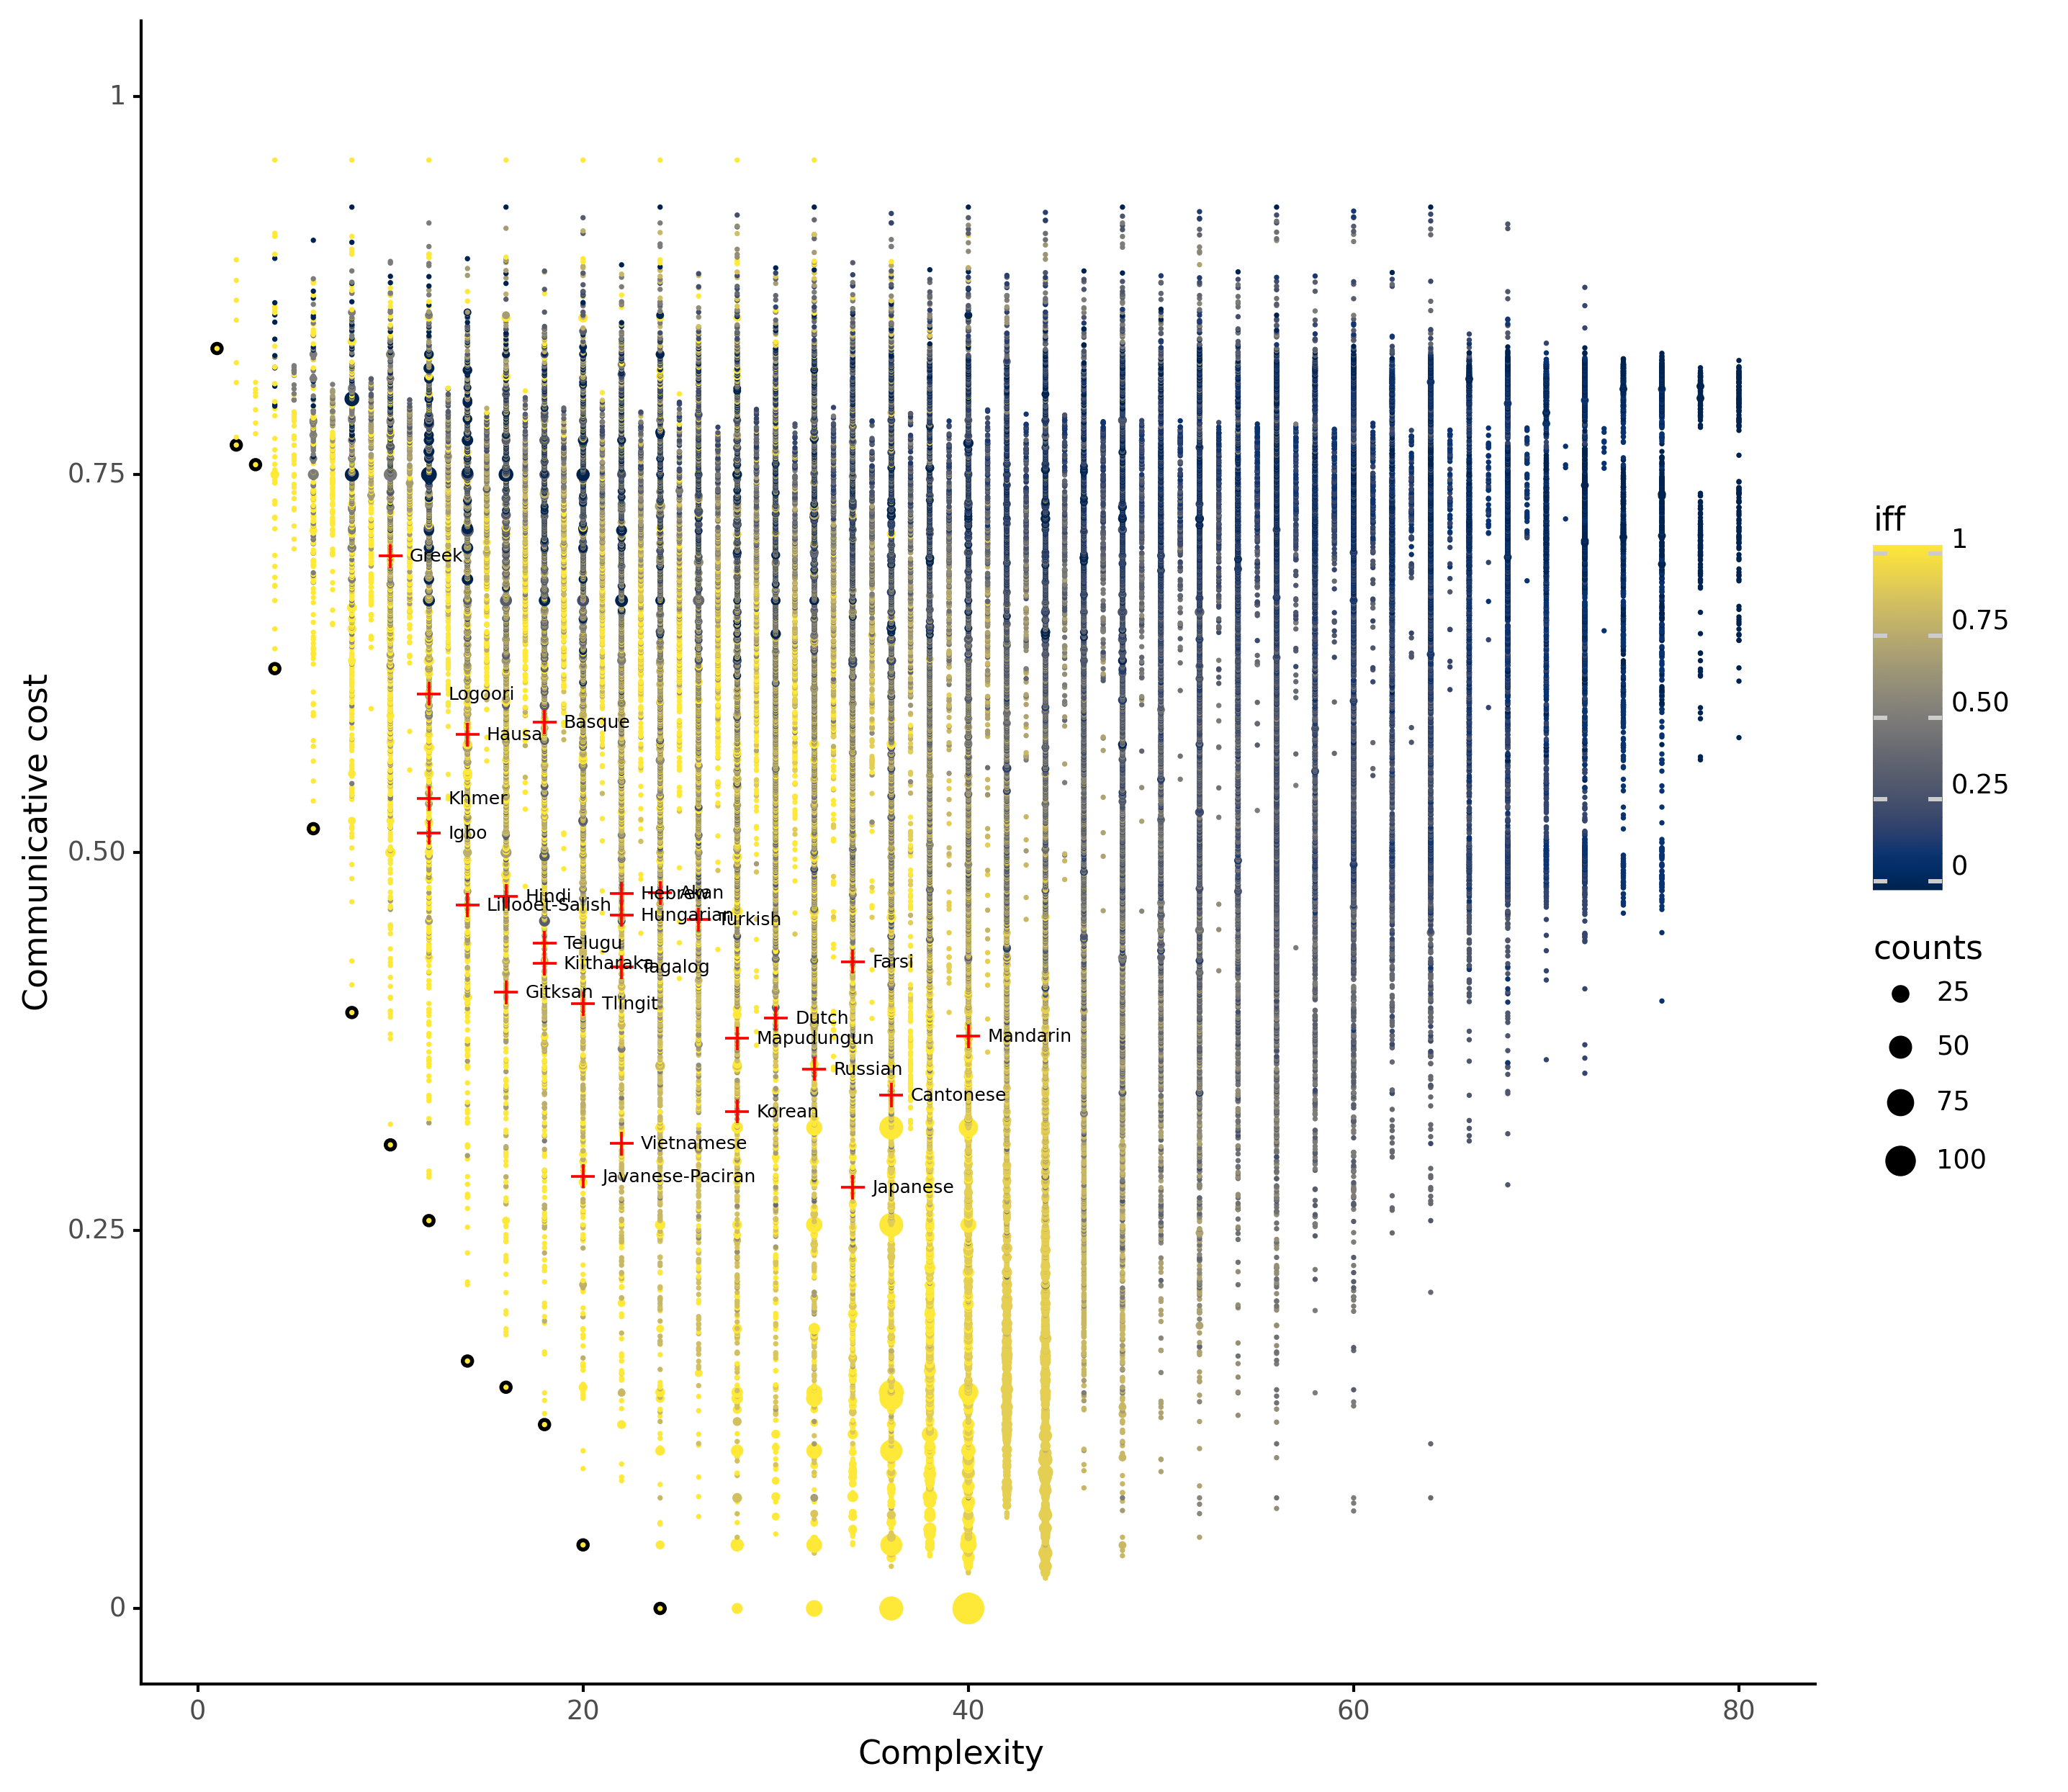 1
0.75
0.50
0.25
0
Communicative cost
0
20
40
60
80
Complexity
Greek
Logoori
Basque
Hausa
Khmer
Igbo
Hebrew
Akan
Hindi
Lillooet-Salish
Hungarian
Turkish
Telugu
Farsi
Kiitharaka
Tagalog
Gitksan
Tlingit
Dutch
Mandarin
Mapudungun
Russian
Cantonese
Korean
Vietnamese
Javanese-Paciran
Japanese
iff
1
0.75
0.50
0.25
0
counts
25
50
75
100